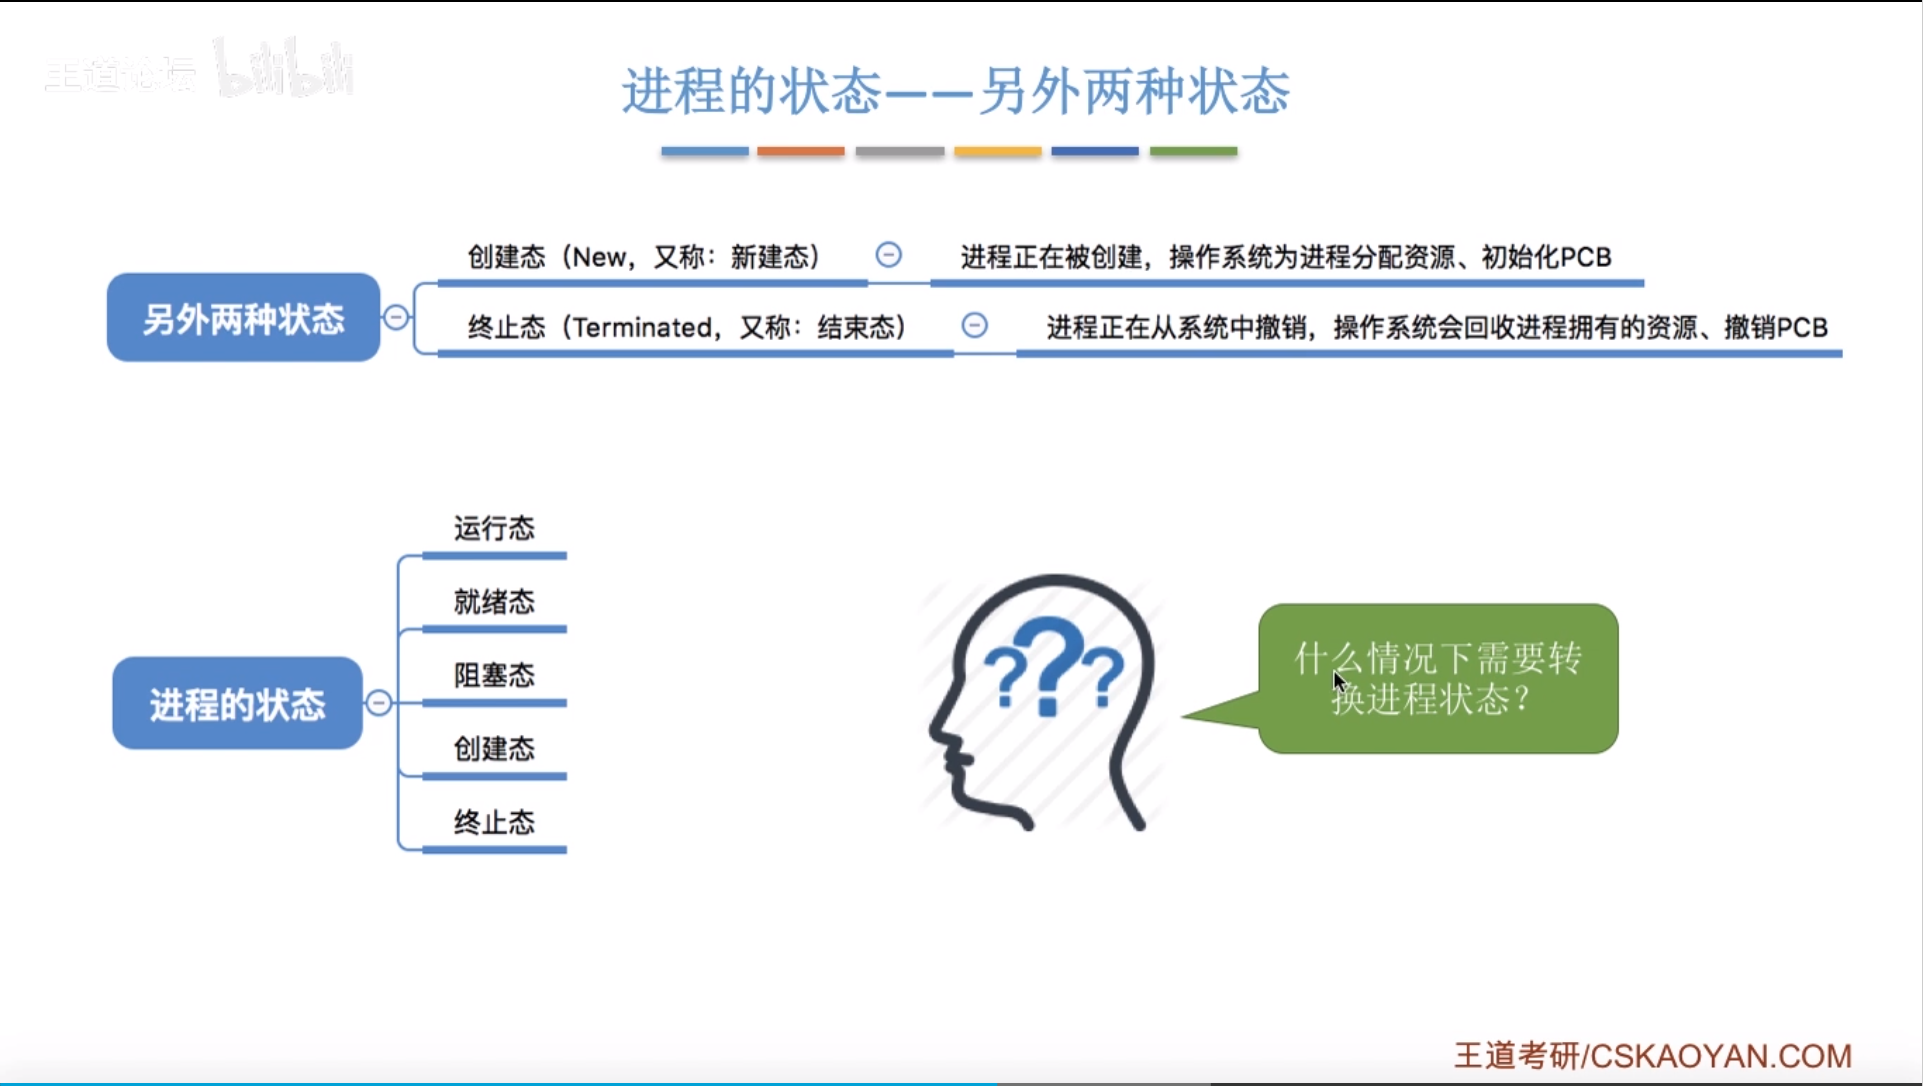 王道论坛 bilibili
进程的状态——另外两种状态
另外两种状态
创建态（New，又称：新建态）
进程正在被创建，操作系统为进程分配资源、初始化PCB
终止态（Terminated，又称：结束态）
进程正在从系统中撤销，操作系统会回收进程拥有的资源、撤销PCB
进程的状态
运行态
就绪态
阻塞态
创建态
终止态
???
什么情况下需要转
换进程状态？
王道考研/CSKAOYAN.COM